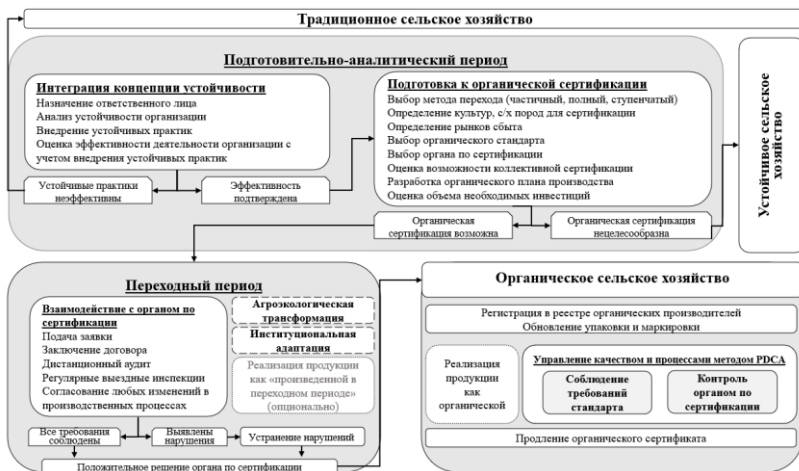 Традиционное сельское хозяйство
Подготовительно-аналитический период
Интеграция концепции устойчивости
Назначение ответственного лица
Анализ устойчивости организации
Внедрение устойчивых практик
Оценка эффективности деятельности организации с
учетом внедрения устойчивых практик
Устойчивые практики
неэффективны
Эффективность
подтверждена
Подготовка к органической сертификации
Выбор метода перехода (частичный, полный, ступенчатый)
Определение культур, с/х пород для сертификации
Определение рынков сбыта
Выбор органического стандарта
Выбор органа по сертификации
Оценка возможности коллективной сертификации
Разработка органического плана производства
Оценка объема необходимых инвестиций
Органическая
сертификация возможна
Органическая сертификация
нецелесообразна
Устойчивое сельское
хозяйство
Переходный период
Взаимодействие с органом по
сертификации
Подача заявки
Заключение договора
Дистанционный аудит
Регулярные выездные инспекции
Согласование любых изменений в
производственных процессах
Агроэкологическая
трансформация
Институциональная
адаптация
Реализация продукции
как «произведенной в
переходном периоде»
(опционально)
Все требования
соблюдены
Выявлены
нарушения
Устранение нарушений
Положительное решение органа по сертификации
Органическое сельское хозяйство
Регистрация в реестре органических производителей
Обновление упаковки и маркировки
Реализация
продукции
как
органической
Управление качеством и процессами методом PDCA
Соблюдение
требований
стандарта
Контроль
органом по
сертификации
Продление органического сертификата